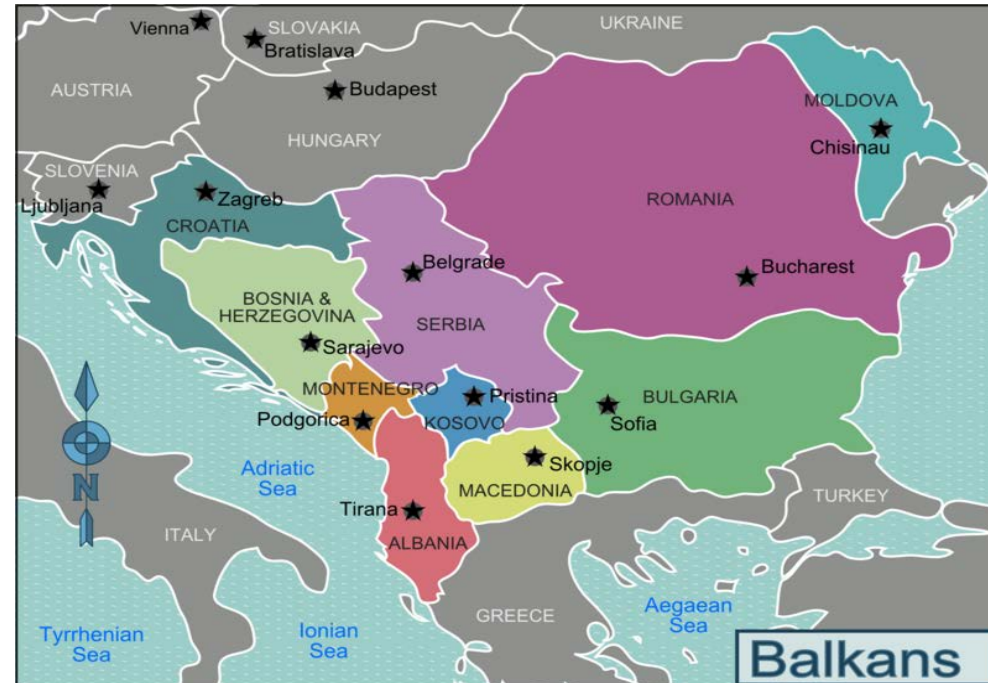 UKRAINE
Vienna
SLOVAKIA
Bratislava
AUSTRIA
Budapest
MOLDOVA
HUNGARY
Chisinau
SLOVENIA
Ljubljana
Zagreb
ROMANIA
CROATIA
Belgrade
Bucharest
BOSNIA &
HERZEGOVINA
SERBIA
Sarajevo
MONTENEGRO
Pristina
BULGARIA
Podgorica
KOSOVO
Sofia
Adriatic
Sea
Skopje
MACEDONIA
N
TURKEY
Tirana
ITALY
ALBANIA
GREECE
Aegaean
Sea
Tyrrhenian
Sea
Ionian
Sea
Balkans